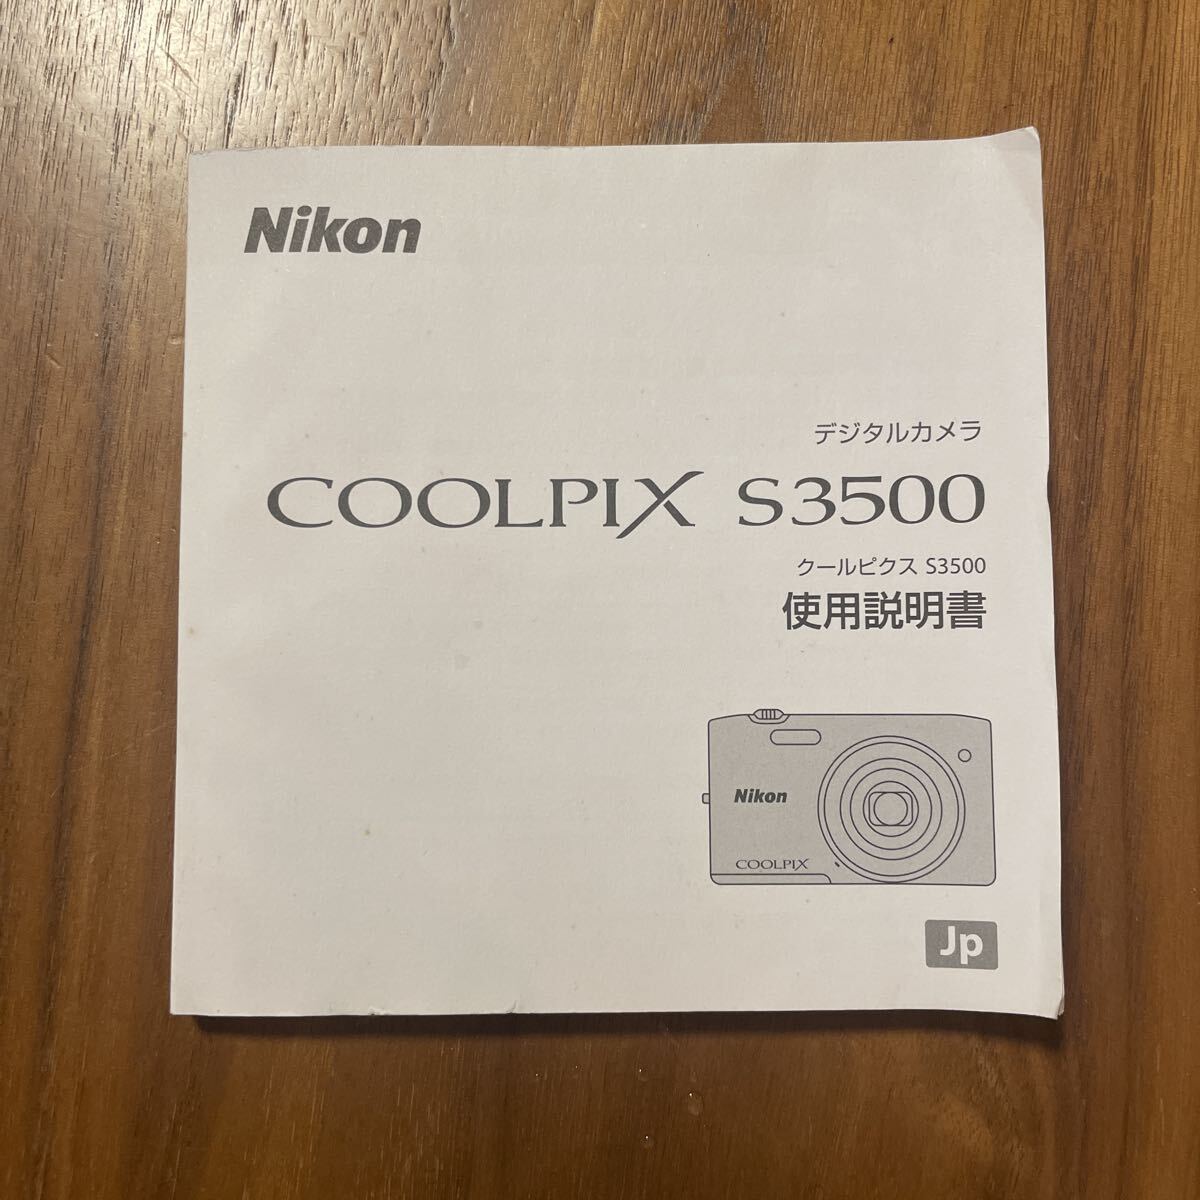 Nikon
デジタルカメラ
COOLPIX S3500
クールピクス S3500
使用説明書
Nikon
COOLPIX
Jp